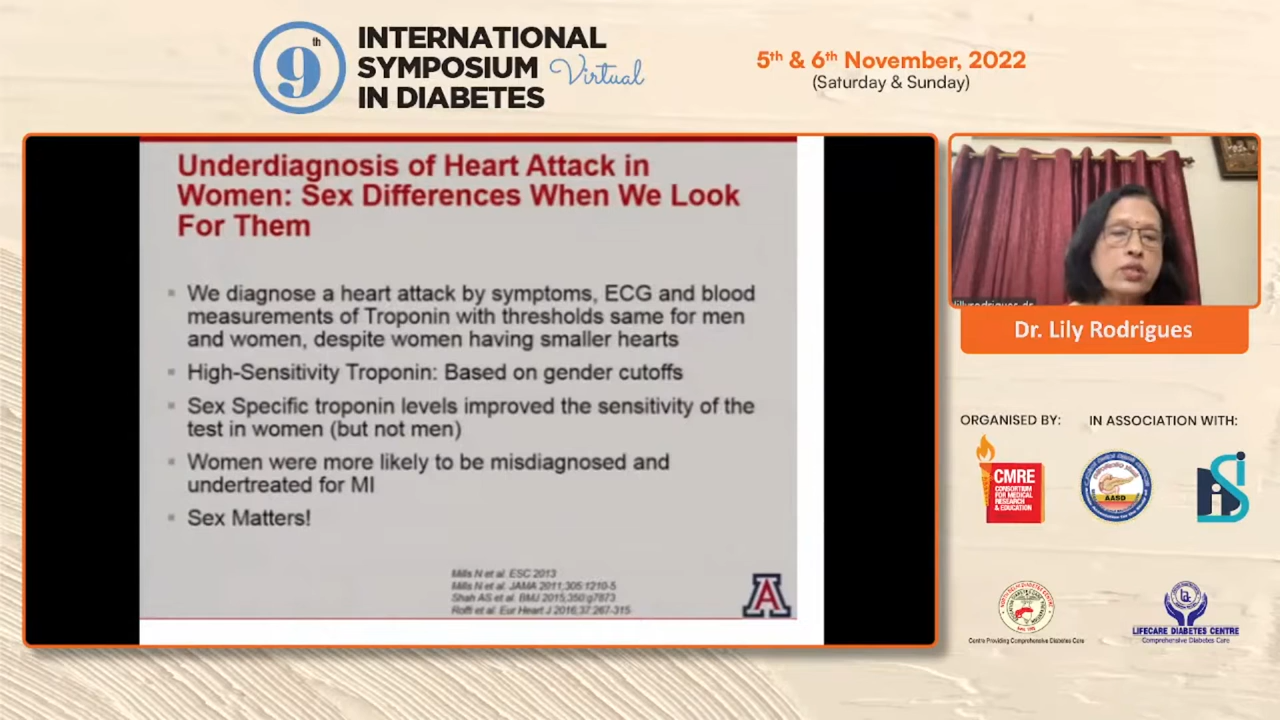 9th
INTERNATIONAL
SYMPOSIUM Virtual
IN DIABETES
5th & 6th November, 2022
(Saturday & Sunday)
Underdiagnosis of Heart Attack in
Women: Sex Differences When We Look
For Them
We diagnose a heart attack by symptoms, ECG and blood
measurements of Troponin with thresholds same for men
and women, despite women having smaller hearts
High-Sensitivity Troponin: Based on gender cutoffs
Sex Specific troponin levels improved the sensitivity of the
test in women (but not men)
Women were more likely to be misdiagnosed and
undertreated for MI
Sex Matters!
Mills N et al. ESC 2013
Mills N et al. JAMA 2011;305:1210-5
Shah AS et al. BMJ 2015;350:g7873
Roffi et al. Eur Heart J 2016;37:267-315
A
lillyrodrigues dr
Dr. Lily Rodrigues
ORGANISED BY:
IN ASSOCIATION WITH:
CMRE
CONSORTIUM
FOR MEDICAL
RESEARCH
& EDUCATION
AASD
Centre Providing Comprehensive Diabetes Care
LIFECARE DIABETES CENTRE
Comprehensive Diabetes Care